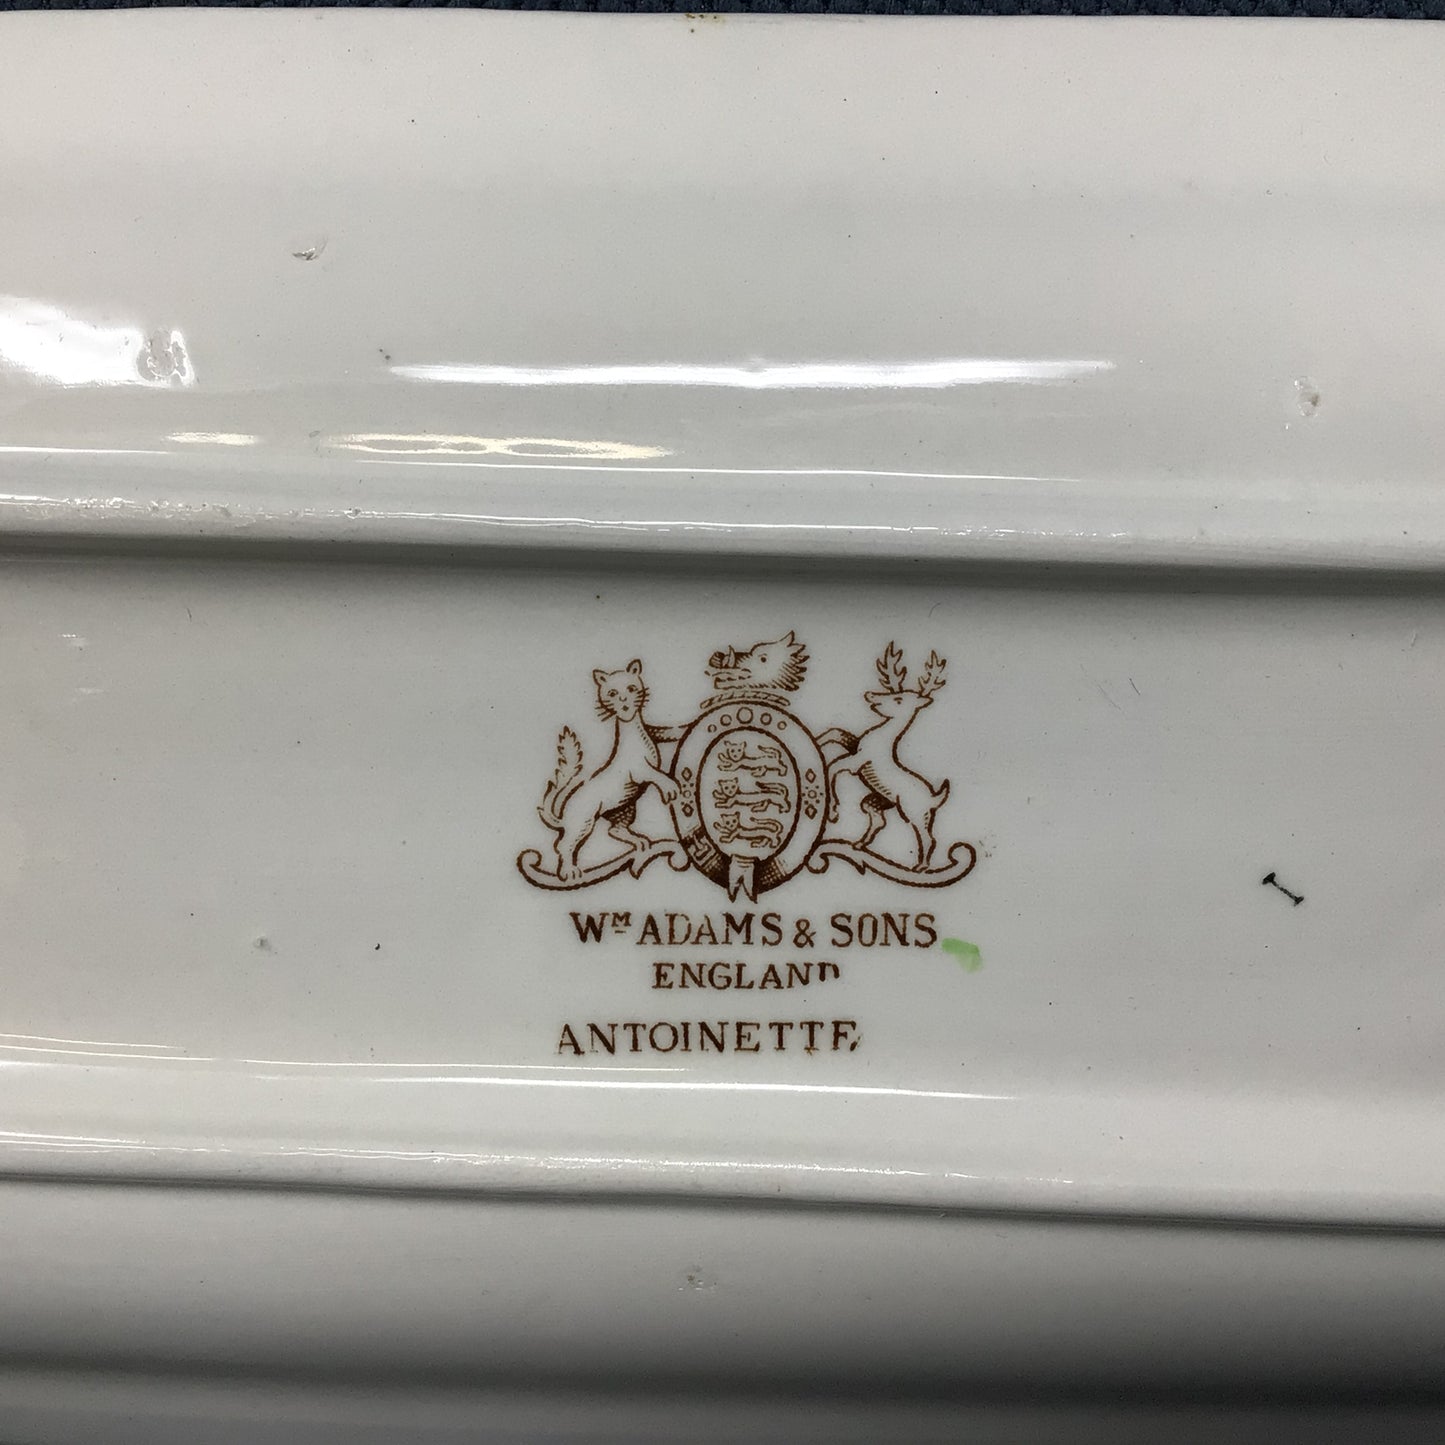 Wᴹ ADAMS & SONS
ENGLAND
ANTOINETTE